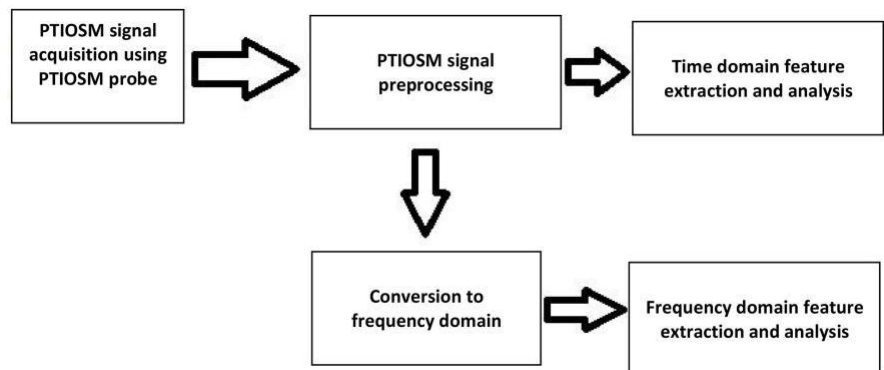 PTIOSM signal
acquisition using
PTIOSM probe
PTIOSM signal
preprocessing
Time domain feature
extraction and analysis
Conversion to
frequency domain
Frequency domain feature
extraction and analysis